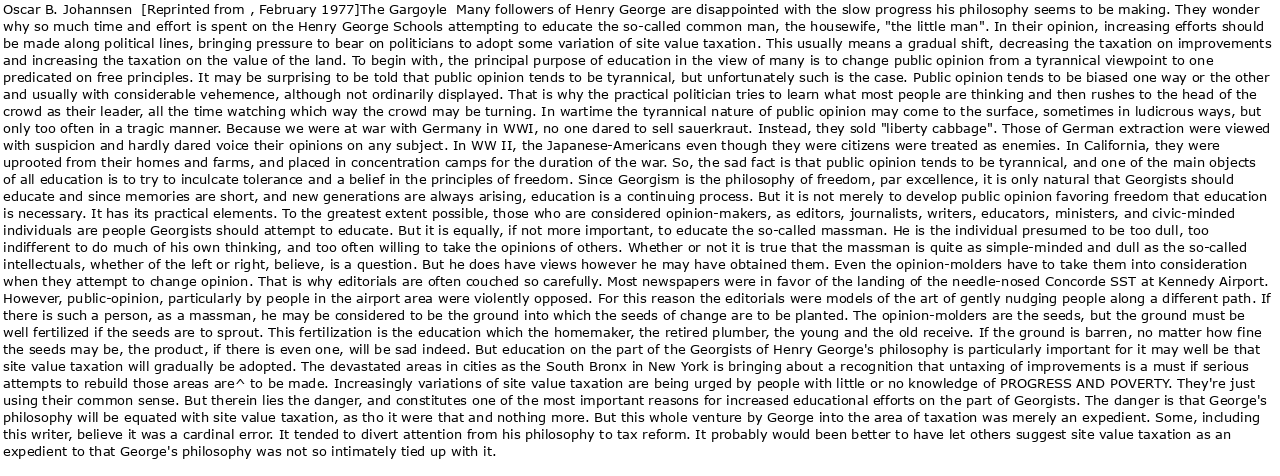 Oscar B. Johannsen  [Reprinted from , February 1977]The Gargoyle  Many followers of Henry George are disappointed with the slow progress his philosophy seems to be making. They wonder
why so much time and effort is spent on the Henry George Schools attempting to educate the so-called common man, the housewife, "the little man". In their opinion, increasing efforts should
be made along political lines, bringing pressure to bear on politicians to adopt some variation of site value taxation. This usually means a gradual shift, decreasing the taxation on improvements
and increasing the taxation on the value of the land. To begin with, the principal purpose of education in the view of many is to change public opinion from a tyrannical viewpoint to one
predicated on free principles. It may be surprising to be told that public opinion tends to be tyrannical, but unfortunately such is the case. Public opinion tends to be biased one way or the other
and usually with considerable vehemence, although not ordinarily displayed. That is why the practical politician tries to learn what most people are thinking and then rushes to the head of the
crowd as their leader, all the time watching which way the crowd may be turning. In wartime the tyrannical nature of public opinion may come to the surface, sometimes in ludicrous ways, but
only too often in a tragic manner. Because we were at war with Germany in WWI, no one dared to sell sauerkraut. Instead, they sold "liberty cabbage". Those of German extraction were viewed
with suspicion and hardly dared voice their opinions on any subject. In WW II, the Japanese-Americans even though they were citizens were treated as enemies. In California, they were
uprooted from their homes and farms, and placed in concentration camps for the duration of the war. So, the sad fact is that public opinion tends to be tyrannical, and one of the main objects
of all education is to try to inculcate tolerance and a belief in the principles of freedom. Since Georgism is the philosophy of freedom, par excellence, it is only natural that Georgists should
educate and since memories are short, and new generations are always arising, education is a continuing process. But it is not merely to develop public opinion favoring freedom that education
is necessary. It has its practical elements. To the greatest extent possible, those who are considered opinion-makers, as editors, journalists, writers, educators, ministers, and civic-minded
individuals are people Georgists should attempt to educate. But it is equally, if not more important, to educate the so-called massman. He is the individual presumed to be too dull, too
indifferent to do much of his own thinking, and too often willing to take the opinions of others. Whether or not it is true that the massman is quite as simple-minded and dull as the so-called
intellectuals, whether of the left or right, believe, is a question. But he does have views however he may have obtained them. Even the opinion-molders have to take them into consideration
when they attempt to change opinion. That is why editorials are often couched so carefully. Most newspapers were in favor of the landing of the needle-nosed Concorde SST at Kennedy Airport.
However, public-opinion, particularly by people in the airport area were violently opposed. For this reason the editorials were models of the art of gently nudging people along a different path. If
there is such a person, as a massman, he may be considered to be the ground into which the seeds of change are to be planted. The opinion-molders are the seeds, but the ground must be
well fertilized if the seeds are to sprout. This fertilization is the education which the homemaker, the retired plumber, the young and the old receive. If the ground is barren, no matter how fine
the seeds may be, the product, if there is even one, will be sad indeed. But education on the part of the Georgists of Henry George's philosophy is particularly important for it may well be that
site value taxation will gradually be adopted. The devastated areas in cities as the South Bronx in New York is bringing about a recognition that untaxing of improvements is a must if serious
attempts to rebuild those areas are^ to be made. Increasingly variations of site value taxation are being urged by people with little or no knowledge of PROGRESS AND POVERTY. They're just
using their common sense. But therein lies the danger, and constitutes one of the most important reasons for increased educational efforts on the part of Georgists. The danger is that George's
philosophy will be equated with site value taxation, as tho it were that and nothing more. But this whole venture by George into the area of taxation was merely an expedient. Some, including
this writer, believe it was a cardinal error. It tended to divert attention from his philosophy to tax reform. It probably would been better to have let others suggest site value taxation as an
expedient to that George's philosophy was not so intimately tied up with it.